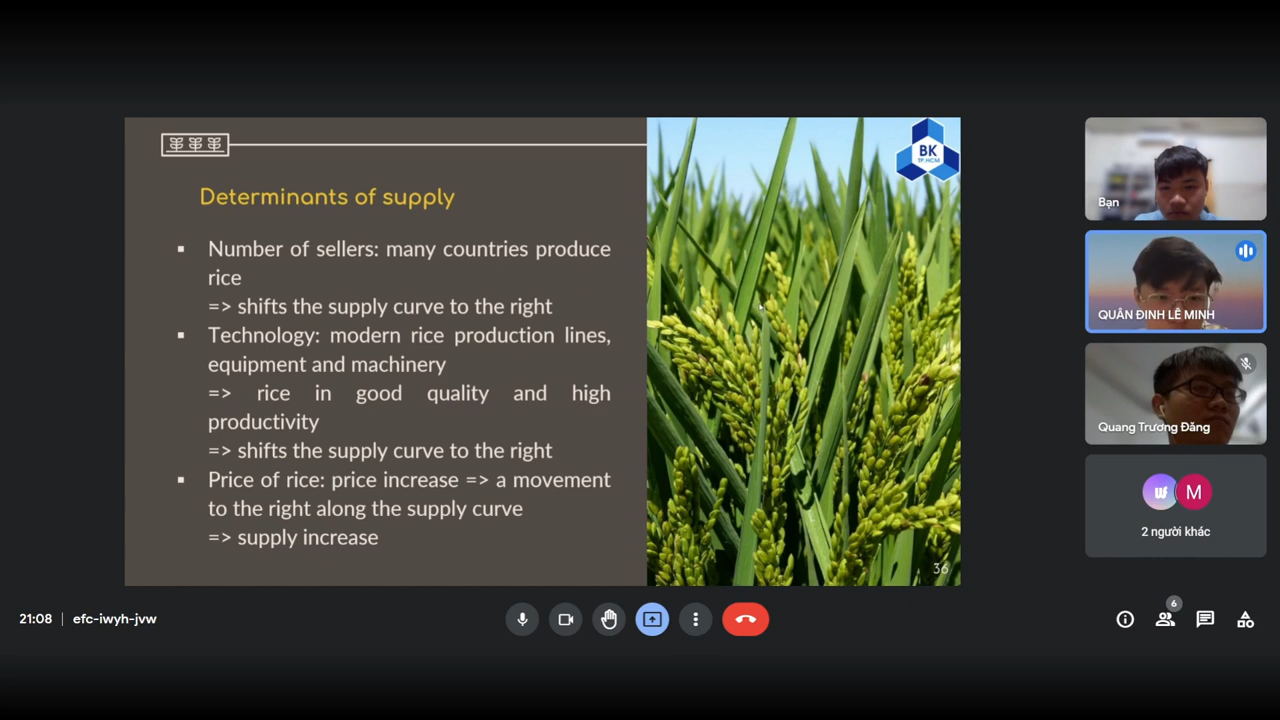 BK
TP.HCM
Determinants of supply
▪ Number of sellers: many countries produce
rice
=> shifts the supply curve to the right
▪ Technology: modern rice production lines,
equipment and machinery
=> rice in good quality and high
productivity
=> shifts the supply curve to the right
▪ Price of rice: price increase => a movement
to the right along the supply curve
=> supply increase
36
Bạn
QUÂN ĐINH LÊ MINH
Quang Trương Đăng
M
2 người khác
21:08 | efc-iwyh-jvw
6